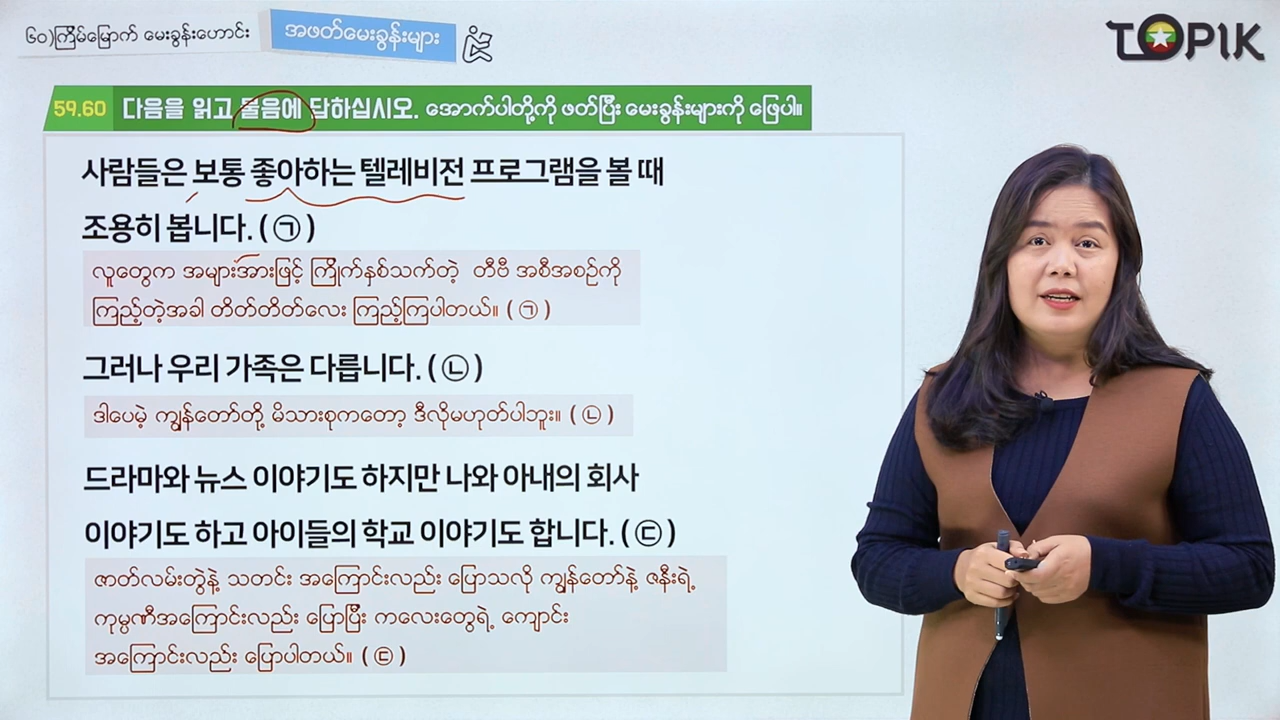 ၆၀)ကြိမ်မြောက် မေးခွန်းဟောင်း
အဖတ်မေးခွန်းများ
읽
TOPIK
59.60 다음을 읽고 물음에 답하십시오. အောက်ပါတို့ကို ဖတ်ပြီး မေးခွန်းများကို ဖြေပါ။
사람들은 보통 좋아하는 텔레비전 프로그램을 볼 때
조용히 봅니다. ( ㉠ )
လူတွေက အများအားဖြင့် ကြိုက်နှစ်သက်တဲ့ တီဗီ အစီအစဉ်ကို
ကြည့်တဲ့အခါ တိတ်တိတ်လေး ကြည့်ကြပါတယ်။ ( ㉠ )
그러나 우리 가족은 다릅니다. ( ㉡ )
ဒါပေမဲ့ ကျွန်တော်တို့ မိသားစုကတော့ ဒီလိုမဟုတ်ပါဘူး။ ( ㉡ )
드라마와 뉴스 이야기도 하지만 나와 아내의 회사
이야기도 하고 아이들의 학교 이야기도 합니다. ( ㉢ )
ဇာတ်လမ်းတွဲနဲ့ သတင်း အကြောင်းလည်း ပြောသလို ကျွန်တော်နဲ့ ဇနီးရဲ့
ကုမ္ပဏီအကြောင်းလည်း ပြောပြီး ကလေးတွေရဲ့ ကျောင်း
အကြောင်းလည်း ပြောပါတယ်။ ( ㉢ )